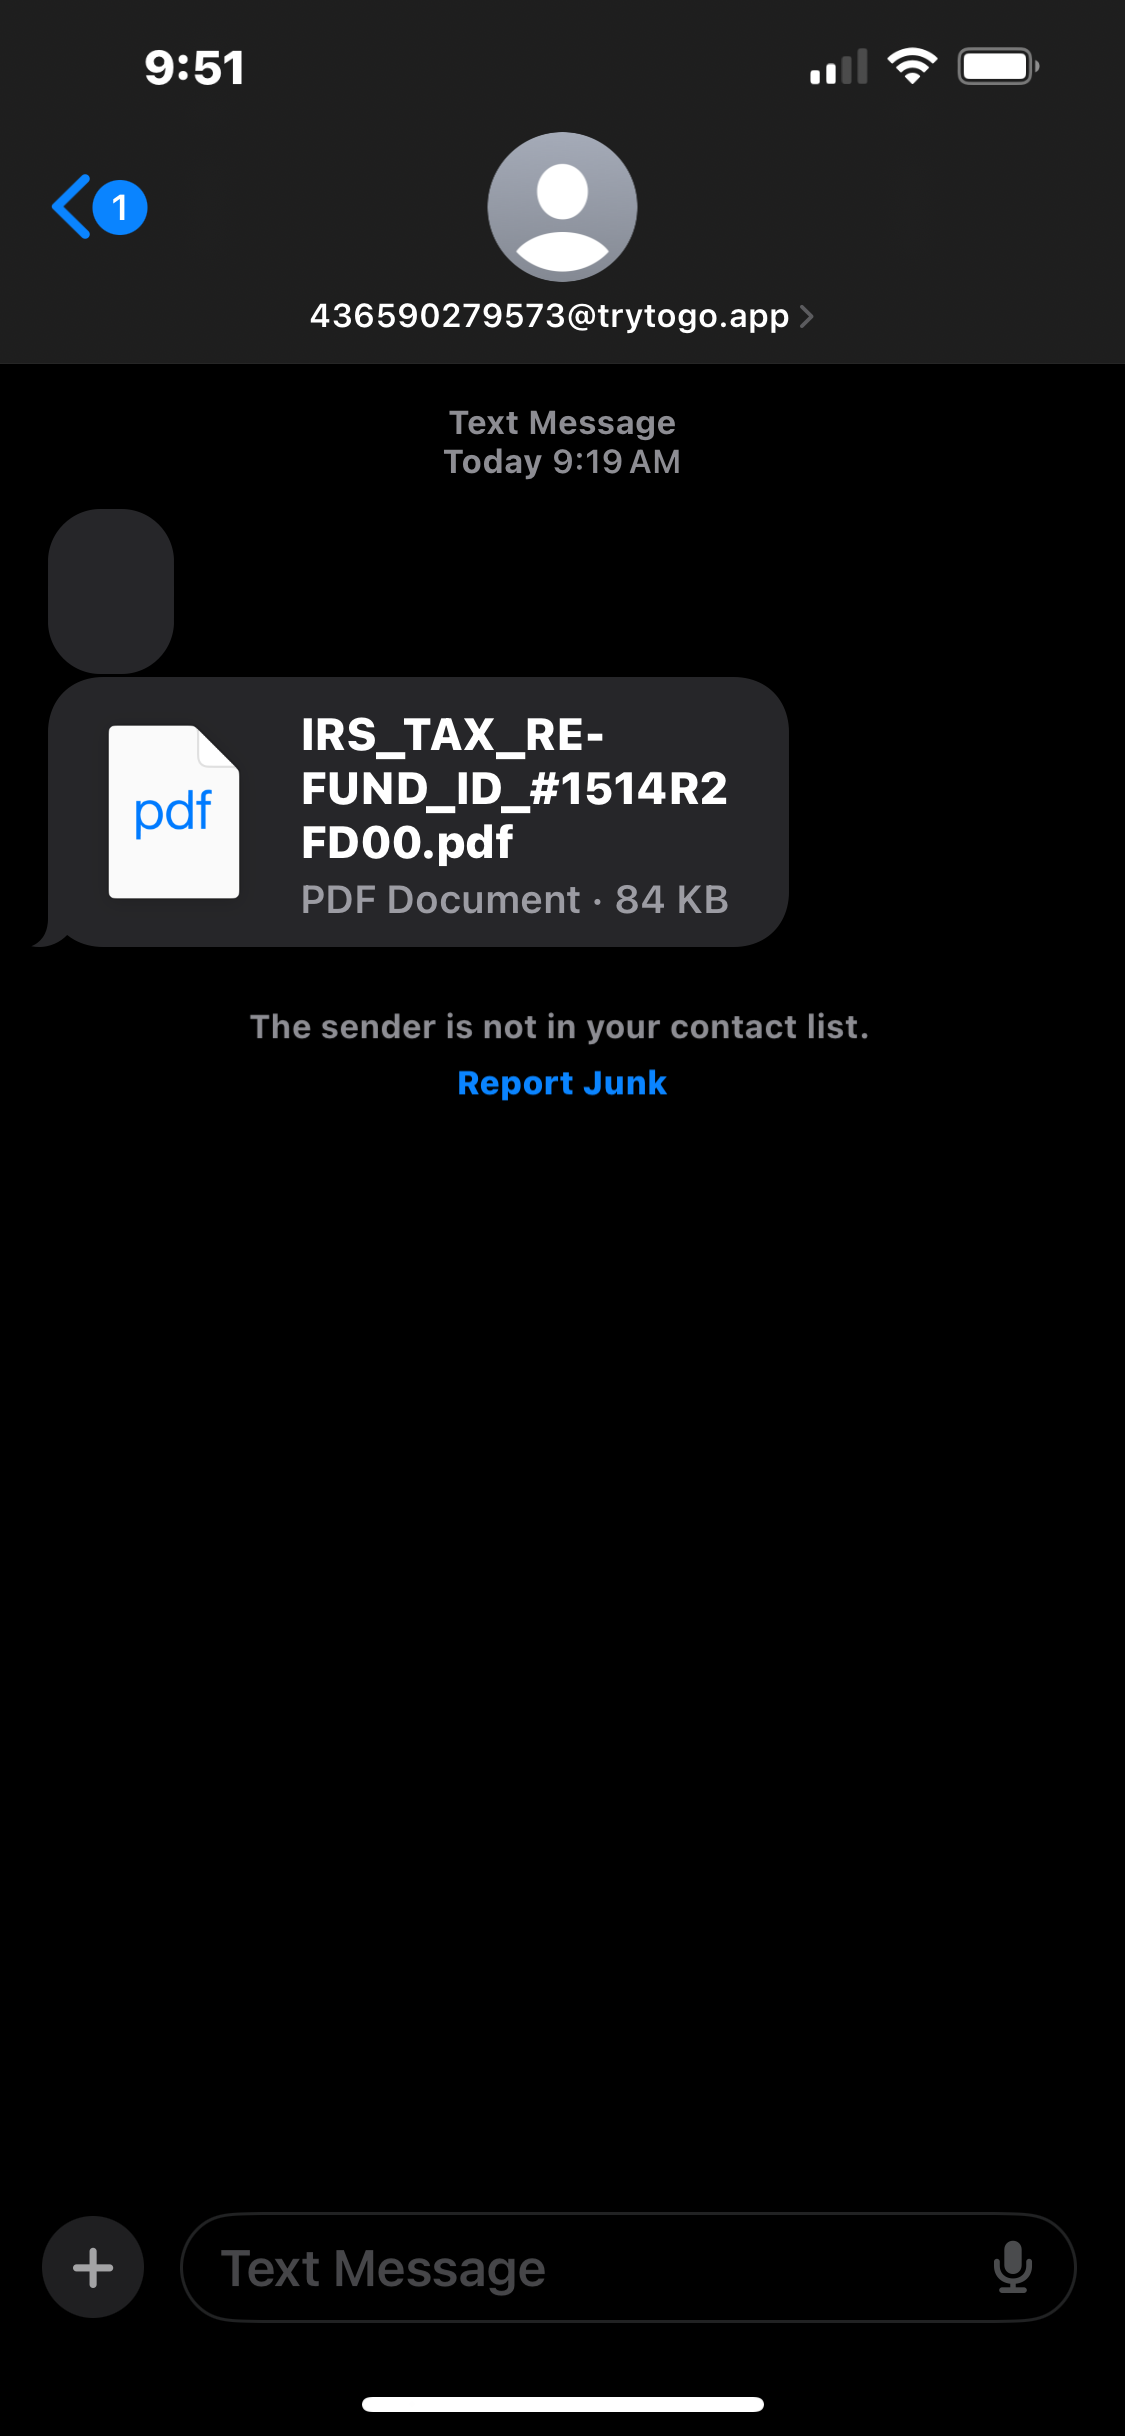 9:51
1
436590279573@trytogo.app
Text Message
Today 9:19 AM
pdf
IRS_TAX_RE-
FUND_ID_#1514R2
FD00.pdf
PDF Document · 84 KB
The sender is not in your contact list.
Report Junk
Text Message